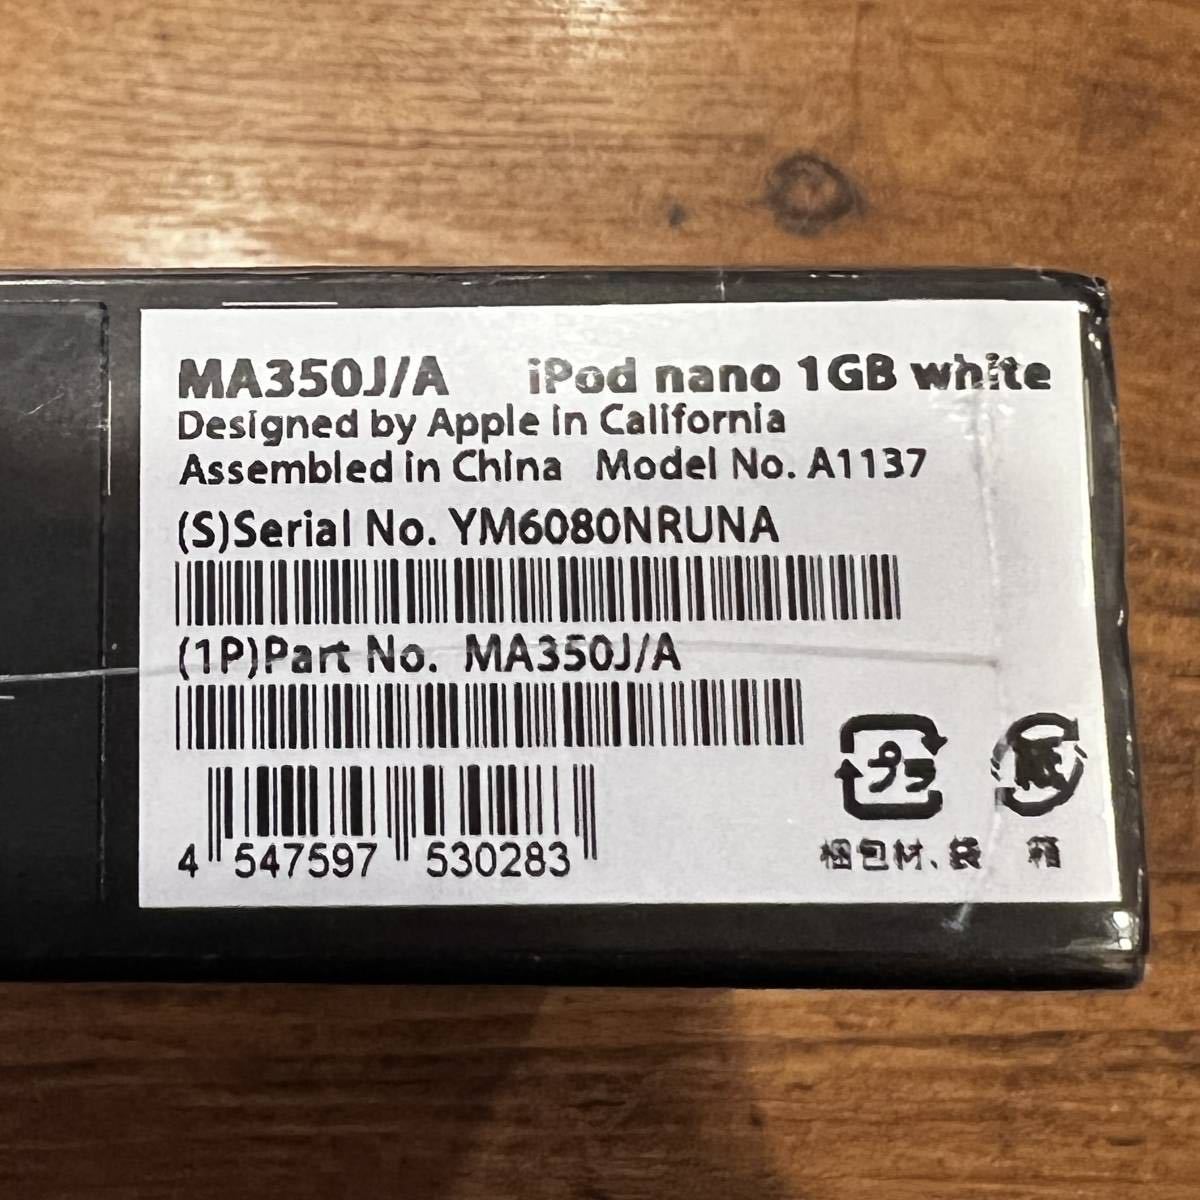 MA350J/A iPod nano 1GB white
Designed by Apple in California
Assembled in China Model No. A1137
(S)Serial No. YM6080NRUNA
(1P)Part No. MA350J/A
プラ 紙
梱包材、袋 箱
4 547597 530283